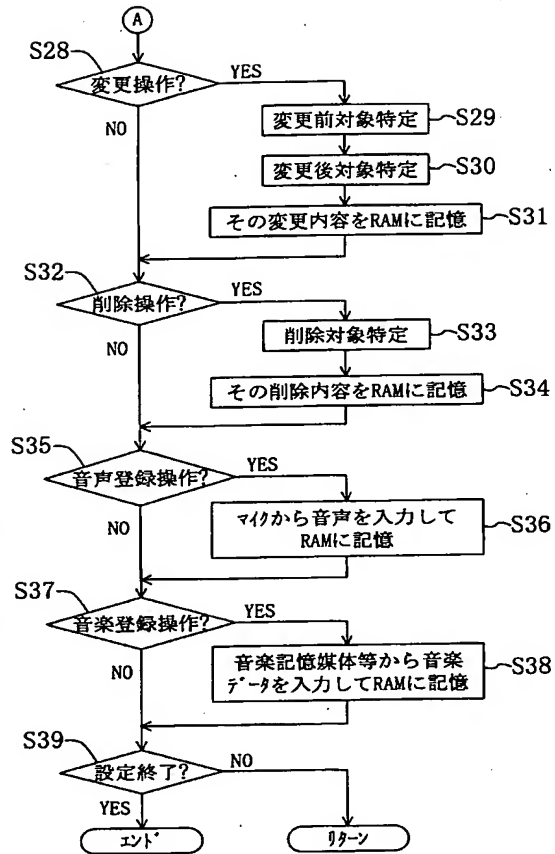 A
S28
変更操作?
YES
NO
変更前対象特定
S29
変更後対象特定
S30
その変更内容をRAMに記憶
S31
S32
削除操作?
YES
NO
削除対象特定
S33
その削除内容をRAMに記憶
S34
S35
音声登録操作?
YES
NO
マイクから音声を入力して
RAMに記憶
S36
S37
音楽登録操作?
YES
NO
音楽記憶媒体等から音楽
データを入力してRAMに記憶
S38
S39
設定終了?
NO
YES
エンド
リターン